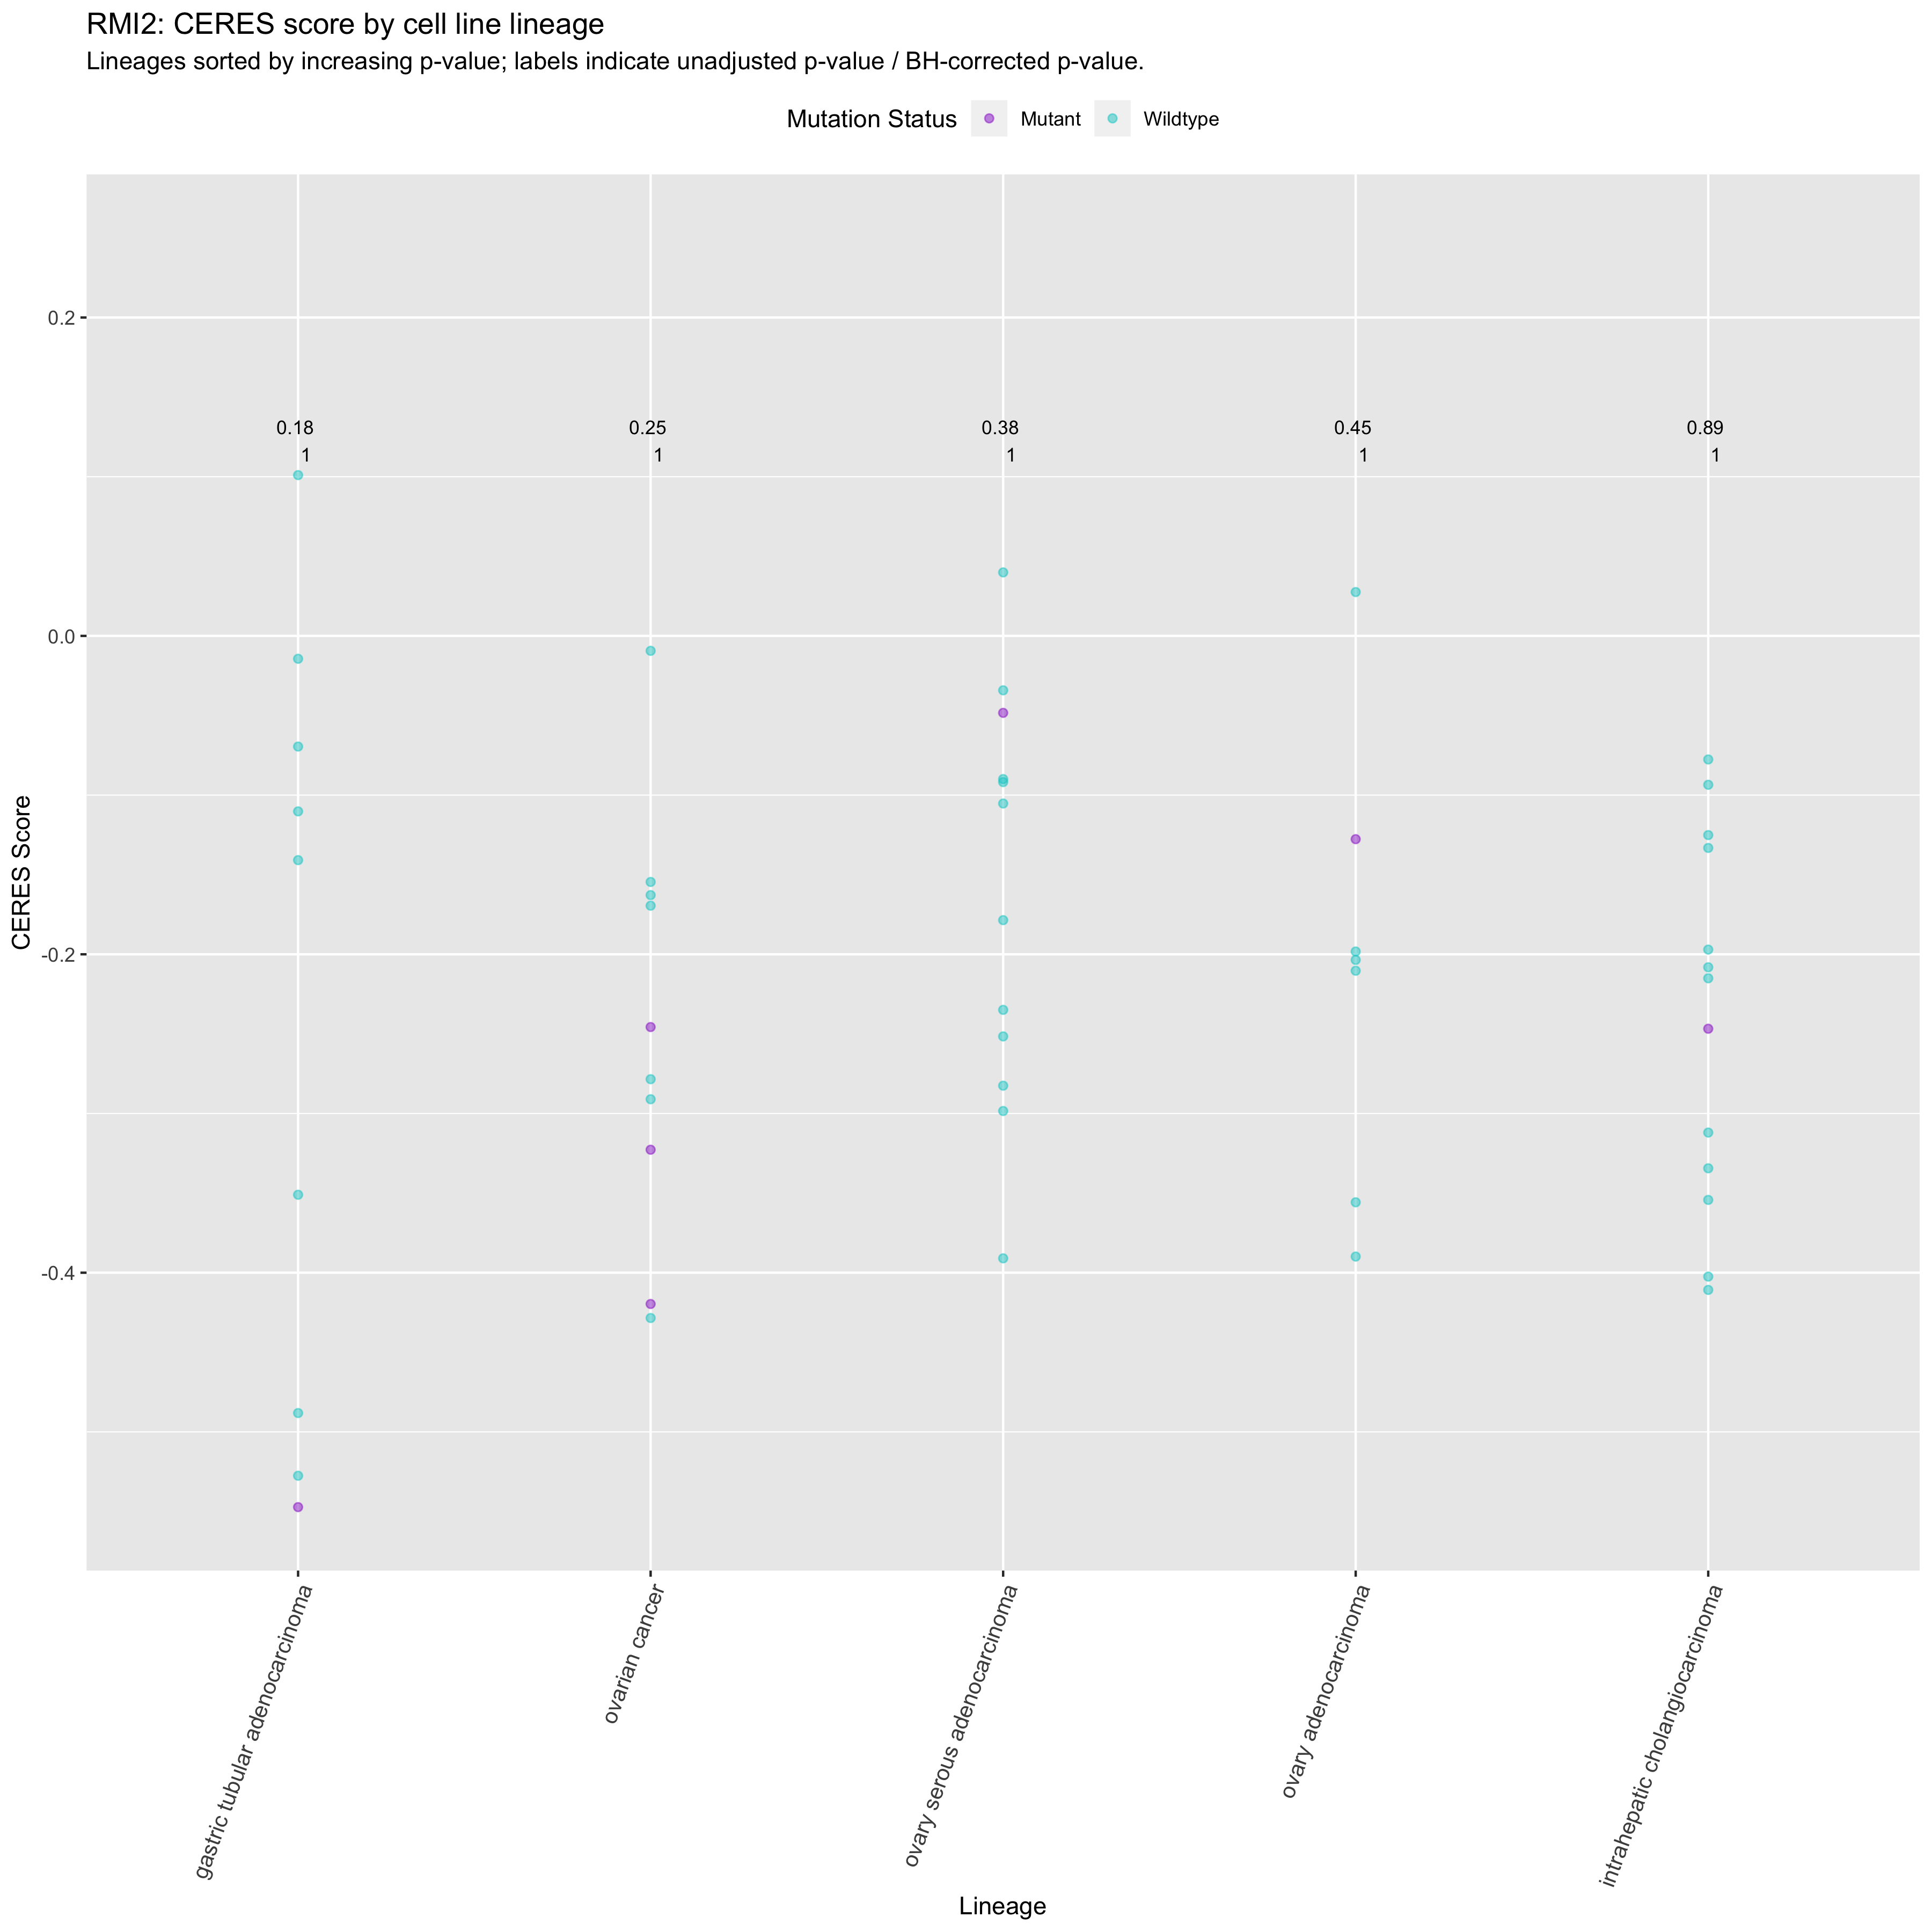 RMI2: CERES score by cell line lineage
Lineages sorted by increasing p-value; labels indicate unadjusted p-value / BH-corrected p-value.
Mutation Status Mutant Wildtype
0.2
0.18 0.25 0.38 0.45 0.89
1 1 1 1 1
0.0
CERES Score
-0.2
-0.4
gastric tubular adenocarcinoma
ovarian cancer
ovary serous adenocarcinoma
ovary adenocarcinoma
intrahepatic cholangiocarcinoma
Lineage